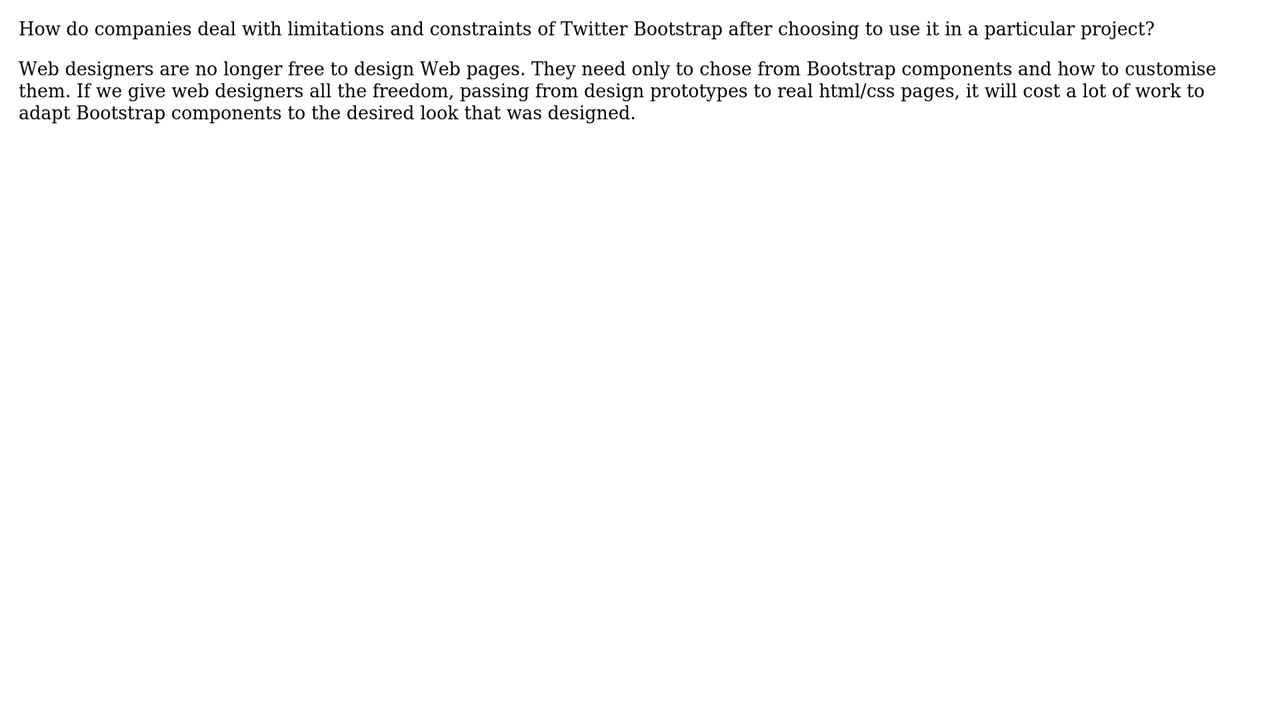 How do companies deal with limitations and constraints of Twitter Bootstrap after choosing to use it in a particular project?
Web designers are no longer free to design Web pages. They need only to chose from Bootstrap components and how to customise
them. If we give web designers all the freedom, passing from design prototypes to real html/css pages, it will cost a lot of work to
adapt Bootstrap components to the desired look that was designed.